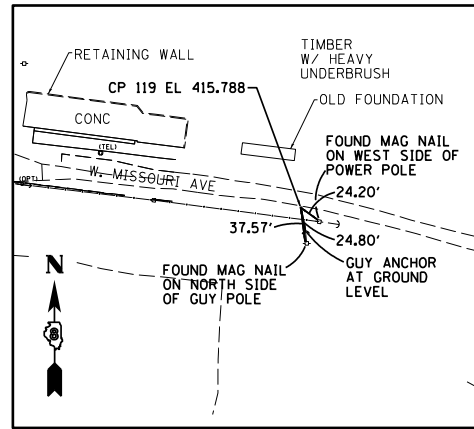 RETAINING WALL
TIMBER
W/ HEAVY
UNDERBRUSH
CP 119 EL 415.788
OLD FOUNDATION
CONC
(TEL)
FOUND MAG NAIL
ON WEST SIDE OF
POWER POLE
W. MISSOURI AVE
(OPT)
24.20'
37.57'
24.80'
FOUND MAG NAIL
ON NORTH SIDE
OF GUY POLE
GUY ANCHOR
AT GROUND
LEVEL
N
8